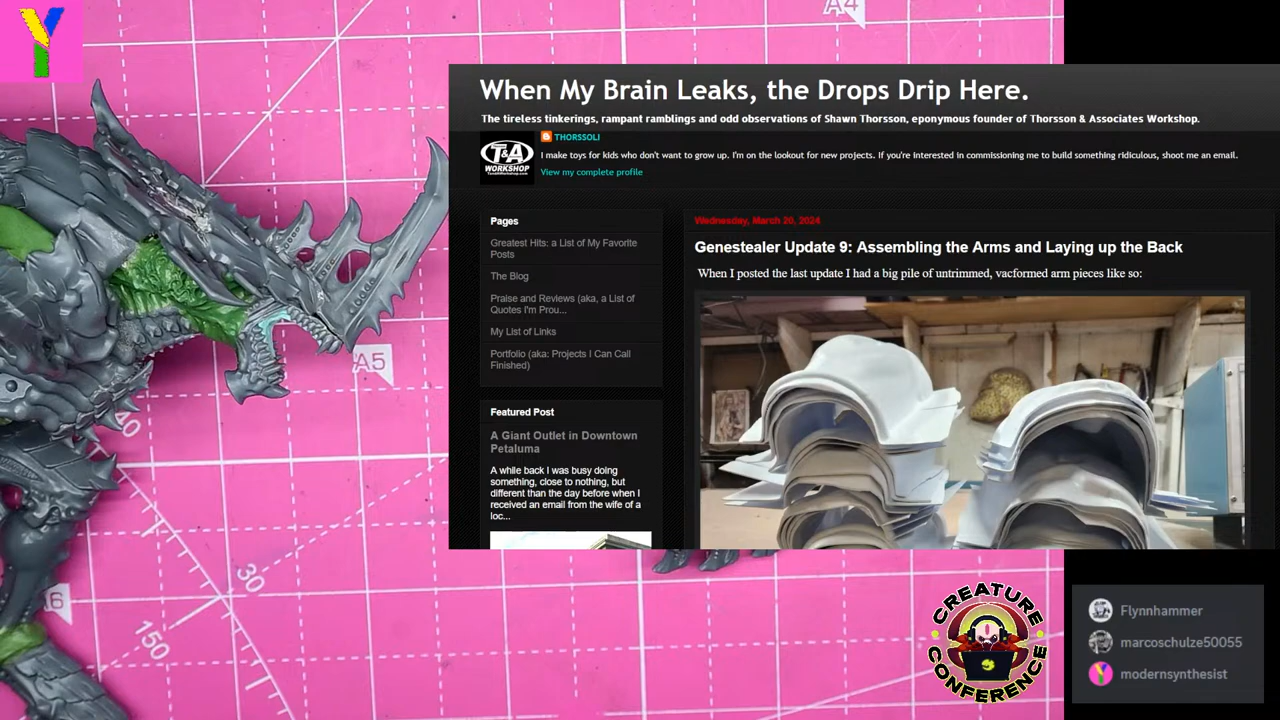 A4
When My Brain Leaks, the Drops Drip Here.
The tireless tinkerings, rampant ramblings and odd observations of Shawn Thorsson, eponymous founder of Thorsson & Associates Workshop.
THORSSOLI
T&A
WORKSHOP
I make toys for kids who don't want to grow up. I'm on the lookout for new projects. If you're interested in commissioning me to build something ridiculous, shoot me an email.
View my complete profile
Pages
Greatest Hits: a List of My Favorite
Posts
The Blog
Praise and Reviews (aka, a List of
Quotes I'm Prou...
My List of Links
Portfolio (aka: Projects I Can Call
Finished)
Featured Post
A Giant Outlet in Downtown
Petaluma
A while back I was busy doing
something, close to nothing, but
different than the day before when I
received an email from the wife of a
loc...
Wednesday, March 20, 2024
Genestealer Update 9: Assembling the Arms and Laying up the Back
When I posted the last update I had a big pile of untrimmed, vacformed arm pieces like so:
A5
30
150
CREATURE
CONFERENCE
Flynnhammer
marcoschulze50055
modernsynthesist